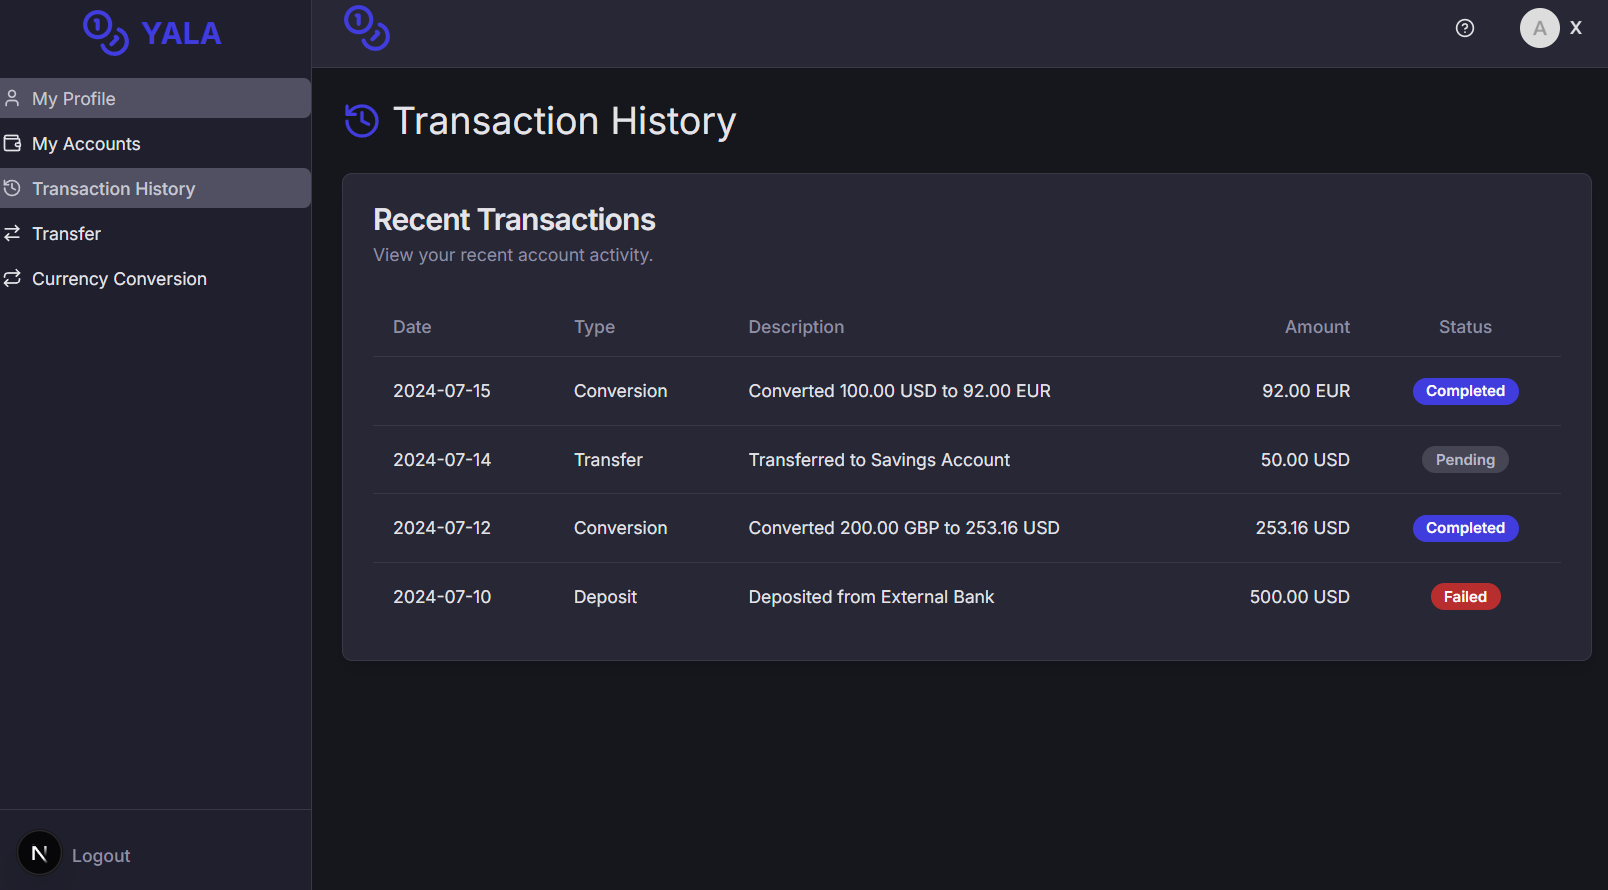 YALA
A X
My Profile
My Accounts
Transaction History
Transfer
Currency Conversion
Logout
N
Transaction History
Recent Transactions
View your recent account activity.
Date Type Description Amount Status
2024-07-15 Conversion Converted 100.00 USD to 92.00 EUR 92.00 EUR Completed
2024-07-14 Transfer Transferred to Savings Account 50.00 USD Pending
2024-07-12 Conversion Converted 200.00 GBP to 253.16 USD 253.16 USD Completed
2024-07-10 Deposit Deposited from External Bank 500.00 USD Failed